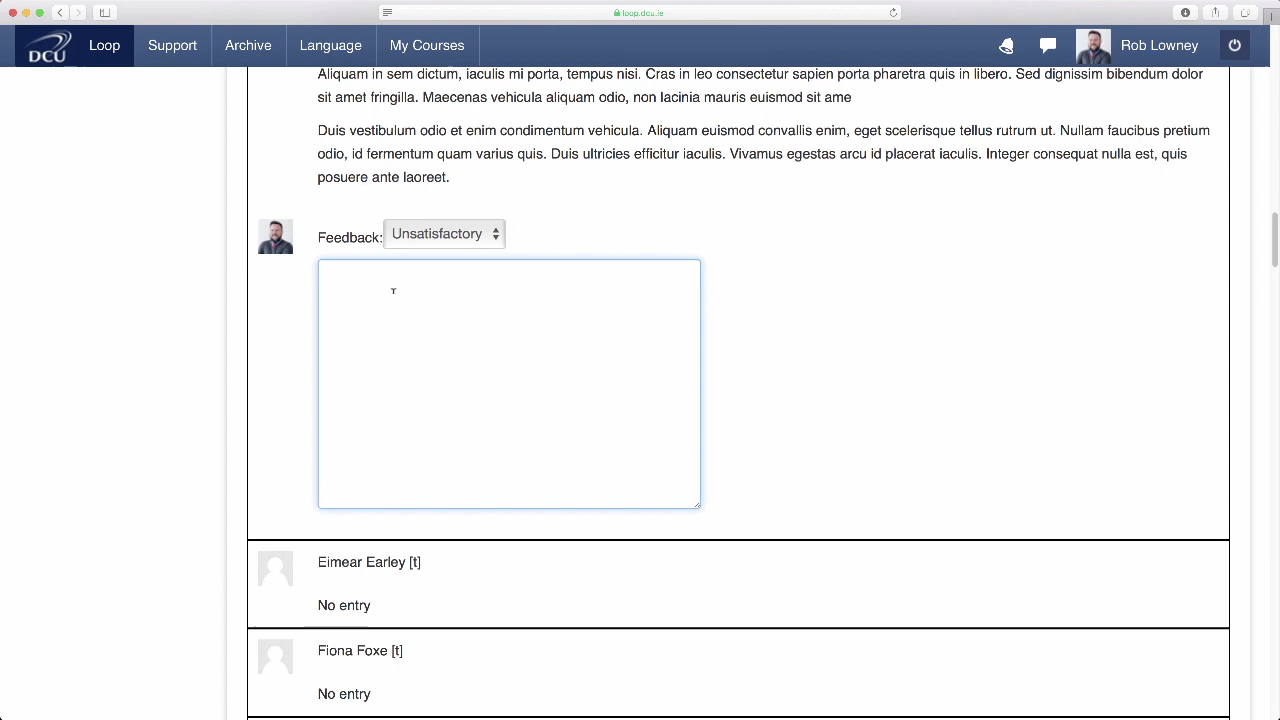 loop.dcu.ie
DCU Loop Support Archive Language My Courses Rob Lowney
Aliquam in sem dictum, iaculis mi porta, tempus nisi. Cras in leo consectetur sapien porta pharetra quis in libero. Sed dignissim bibendum dolor
sit amet fringilla. Maecenas vehicula aliquam odio, non lacinia mauris euismod sit ame
Duis vestibulum odio et enim condimentum vehicula. Aliquam euismod convallis enim, eget scelerisque tellus rutrum ut. Nullam faucibus pretium
odio, id fermentum quam varius quis. Duis ultricies efficitur iaculis. Vivamus egestas arcu id placerat iaculis. Integer consequat nulla est, quis
posuere ante laoreet.
Feedback: Unsatisfactory
Eimear Earley [t]
No entry
Fiona Foxe [t]
No entry